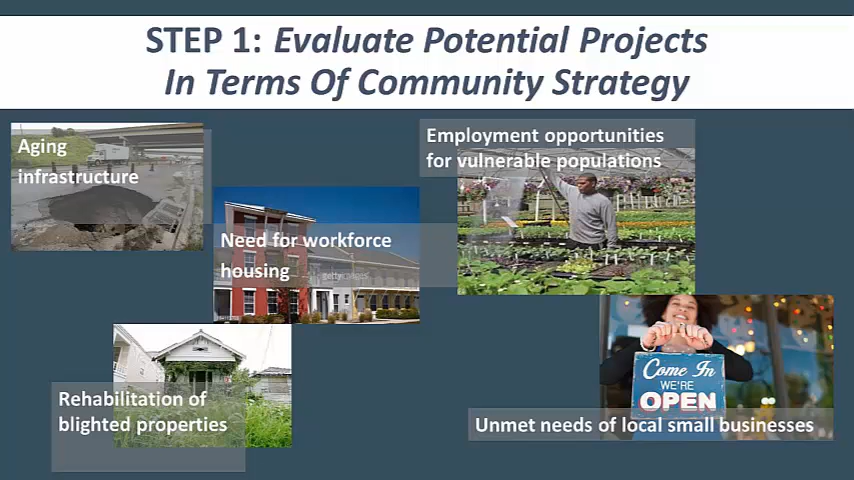 STEP 1: Evaluate Potential Projects
In Terms Of Community Strategy
Aging
infrastructure
Employment opportunities
for vulnerable populations
Need for workforce
housing
gettyimages
Come In
WE'RE
OPEN
Rehabilitation of
blighted properties
Unmet needs of local small businesses